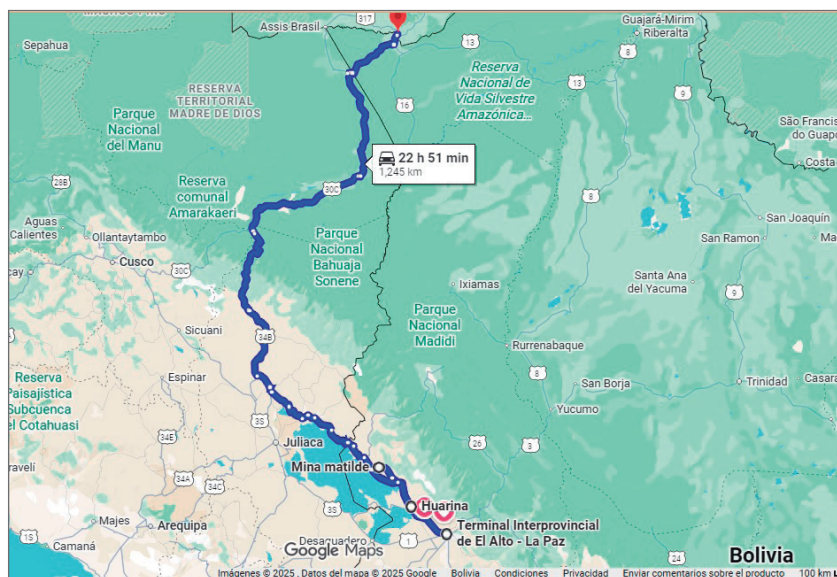 317
Assis Brasil
Guajará-Mirim
Riberalta
Sepahua
13
8
RESERVA
TERRITORIAL
MADRE DE DIOS
Reserva
Nacional de
Vida Silvestre
Amazónica...
13
9
16
Parque
Nacional
del Manu
São Francis
do Guapo
22 h 51 min
1,245 km
Costa
28B
Reserva
comunal
Amarakaeri
30C
8
Aguas
Calientes
Ollantaytambo
Parque
Nacional
Bahuaja
Sonene
San Joaquín
San Ramon
Cusco
30C
Ixiamas
Santa Ana
del Yacuma
Parque
Nacional
Madidi
9
Sicuani
34B
Rurrenabaque
Reserva
Paisajística
Subcuenca
el Cotahuasi
Espinar
8
San Borja
Trinidad
Casara
Yucumo
3S
34E
Juliaca
26
3
Mina matilde
34A
34C
Huarina
3S
Majes
Arequipa
Terminal Interprovincial
de El Alto - La Paz
1S
Camaná
Desaguadero
1
Google Maps
Bolivia
24
Imágenes © 2025 , Datos del mapa © 2025 Google Bolivia Condiciones Privacidad Enviar comentarios sobre el producto 100 km